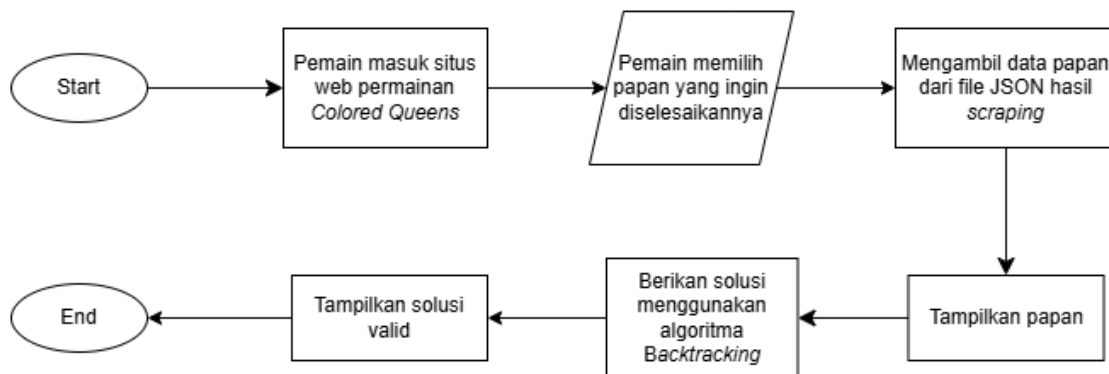 Start
Pemain masuk situs
web permainan
Colored Queens
Pemain memilih
papan yang ingin
diselesaikannya
Mengambil data papan
dari file JSON hasil
scraping
Tampilkan papan
Berikan solusi
menggunakan
algoritma
Backtracking
Tampilkan solusi
valid
End